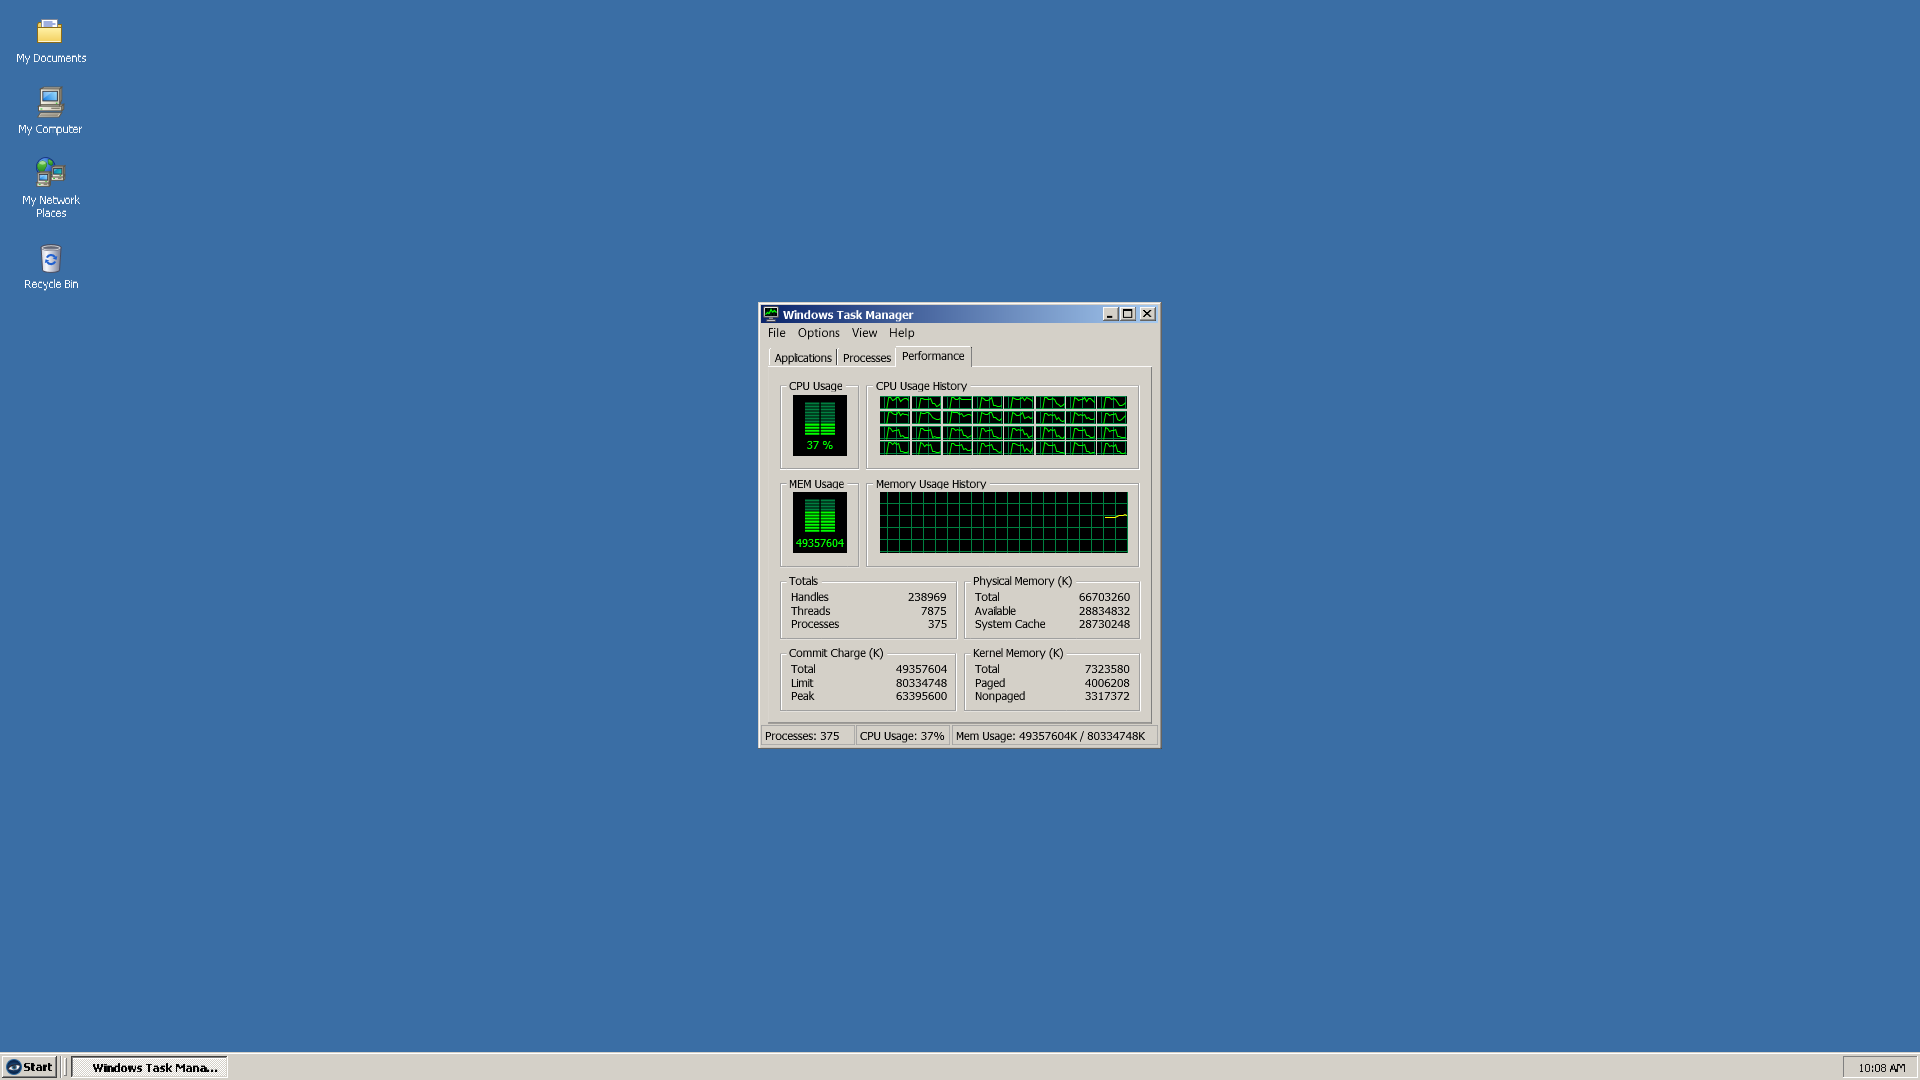 My Documents
My Computer
My Network
Places
Recycle Bin
Windows Task Manager
File Options View Help
Applications Processes Performance
CPU Usage CPU Usage History
37 %
MEM Usage Memory Usage History
49357604
Totals
Handles 238969
Threads 7875
Processes 375
Physical Memory (K)
Total 66703260
Available 28834832
System Cache 28730248
Commit Charge (K)
Total 49357604
Limit 80334748
Peak 63395600
Kernel Memory (K)
Total 7323580
Paged 4006208
Nonpaged 3317372
Processes: 375 CPU Usage: 37% Mem Usage: 49357604K / 80334748K
Start Windows Task Mana... 10:08 AM